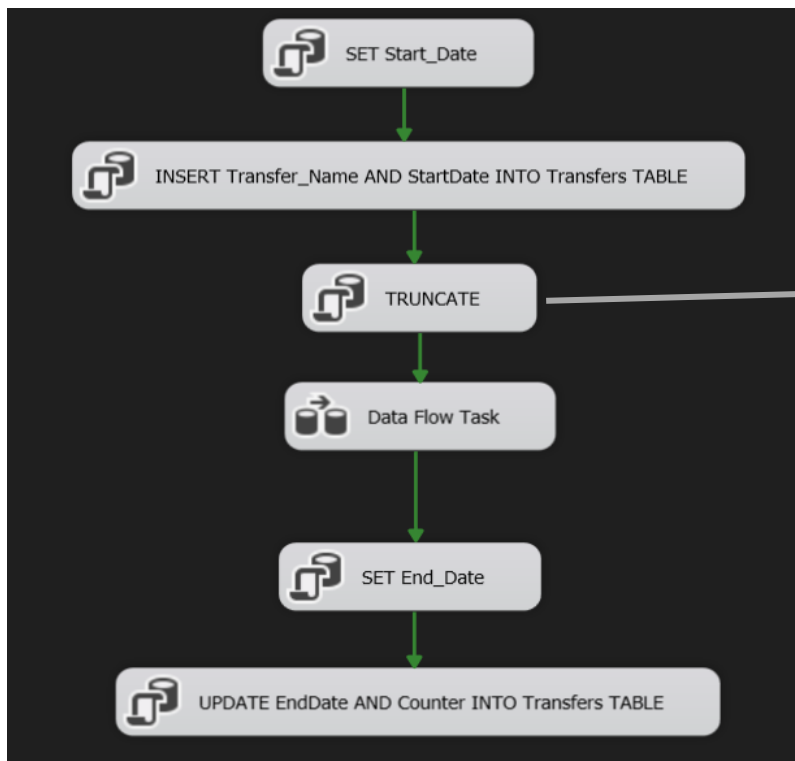 SET Start_Date
INSERT Transfer_Name AND StartDate INTO Transfers TABLE
TRUNCATE
Data Flow Task
SET End_Date
UPDATE EndDate AND Counter INTO Transfers TABLE